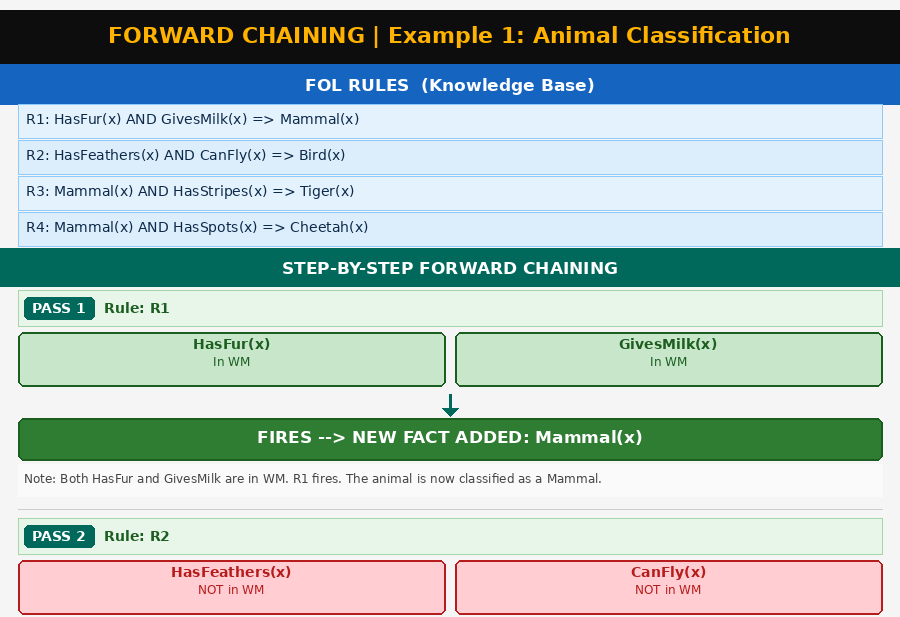 FORWARD CHAINING | Example 1: Animal Classification
FOL RULES  (Knowledge Base)
R1: HasFur(x) AND GivesMilk(x) => Mammal(x)
R2: HasFeathers(x) AND CanFly(x) => Bird(x)
R3: Mammal(x) AND HasStripes(x) => Tiger(x)
R4: Mammal(x) AND HasSpots(x) => Cheetah(x)
STEP-BY-STEP FORWARD CHAINING
PASS 1 Rule: R1
HasFur(x) GivesMilk(x)
In WM In WM
FIRES --> NEW FACT ADDED: Mammal(x)
Note: Both HasFur and GivesMilk are in WM. R1 fires. The animal is now classified as a Mammal.
PASS 2 Rule: R2
HasFeathers(x) CanFly(x)
NOT in WM NOT in WM